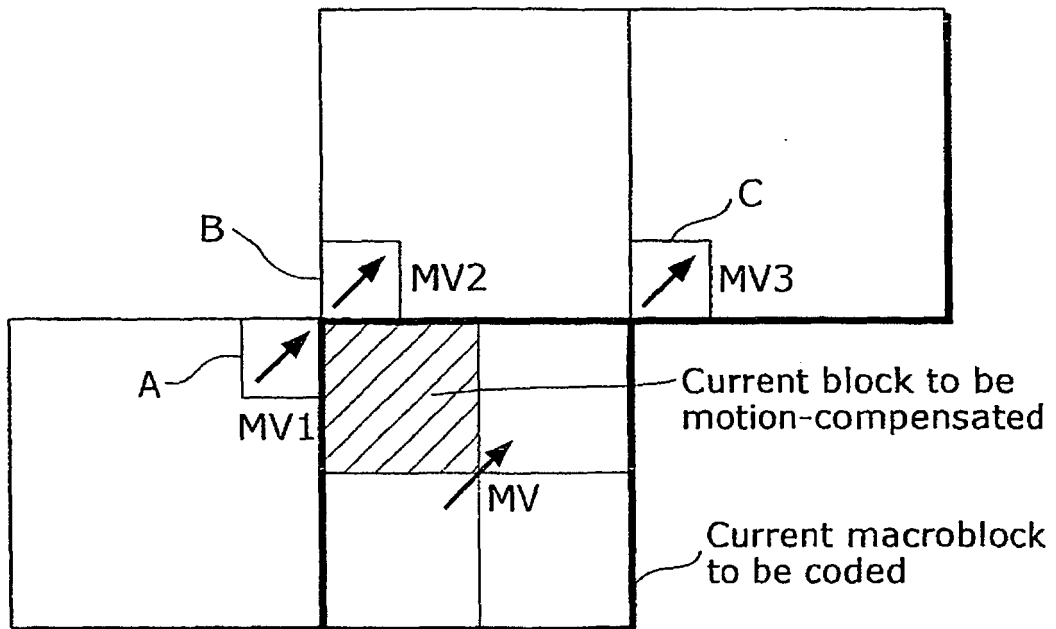 C
B
MV2
MV3
A
MV1
Current block to be
motion-compensated
MV
Current macroblock
to be coded